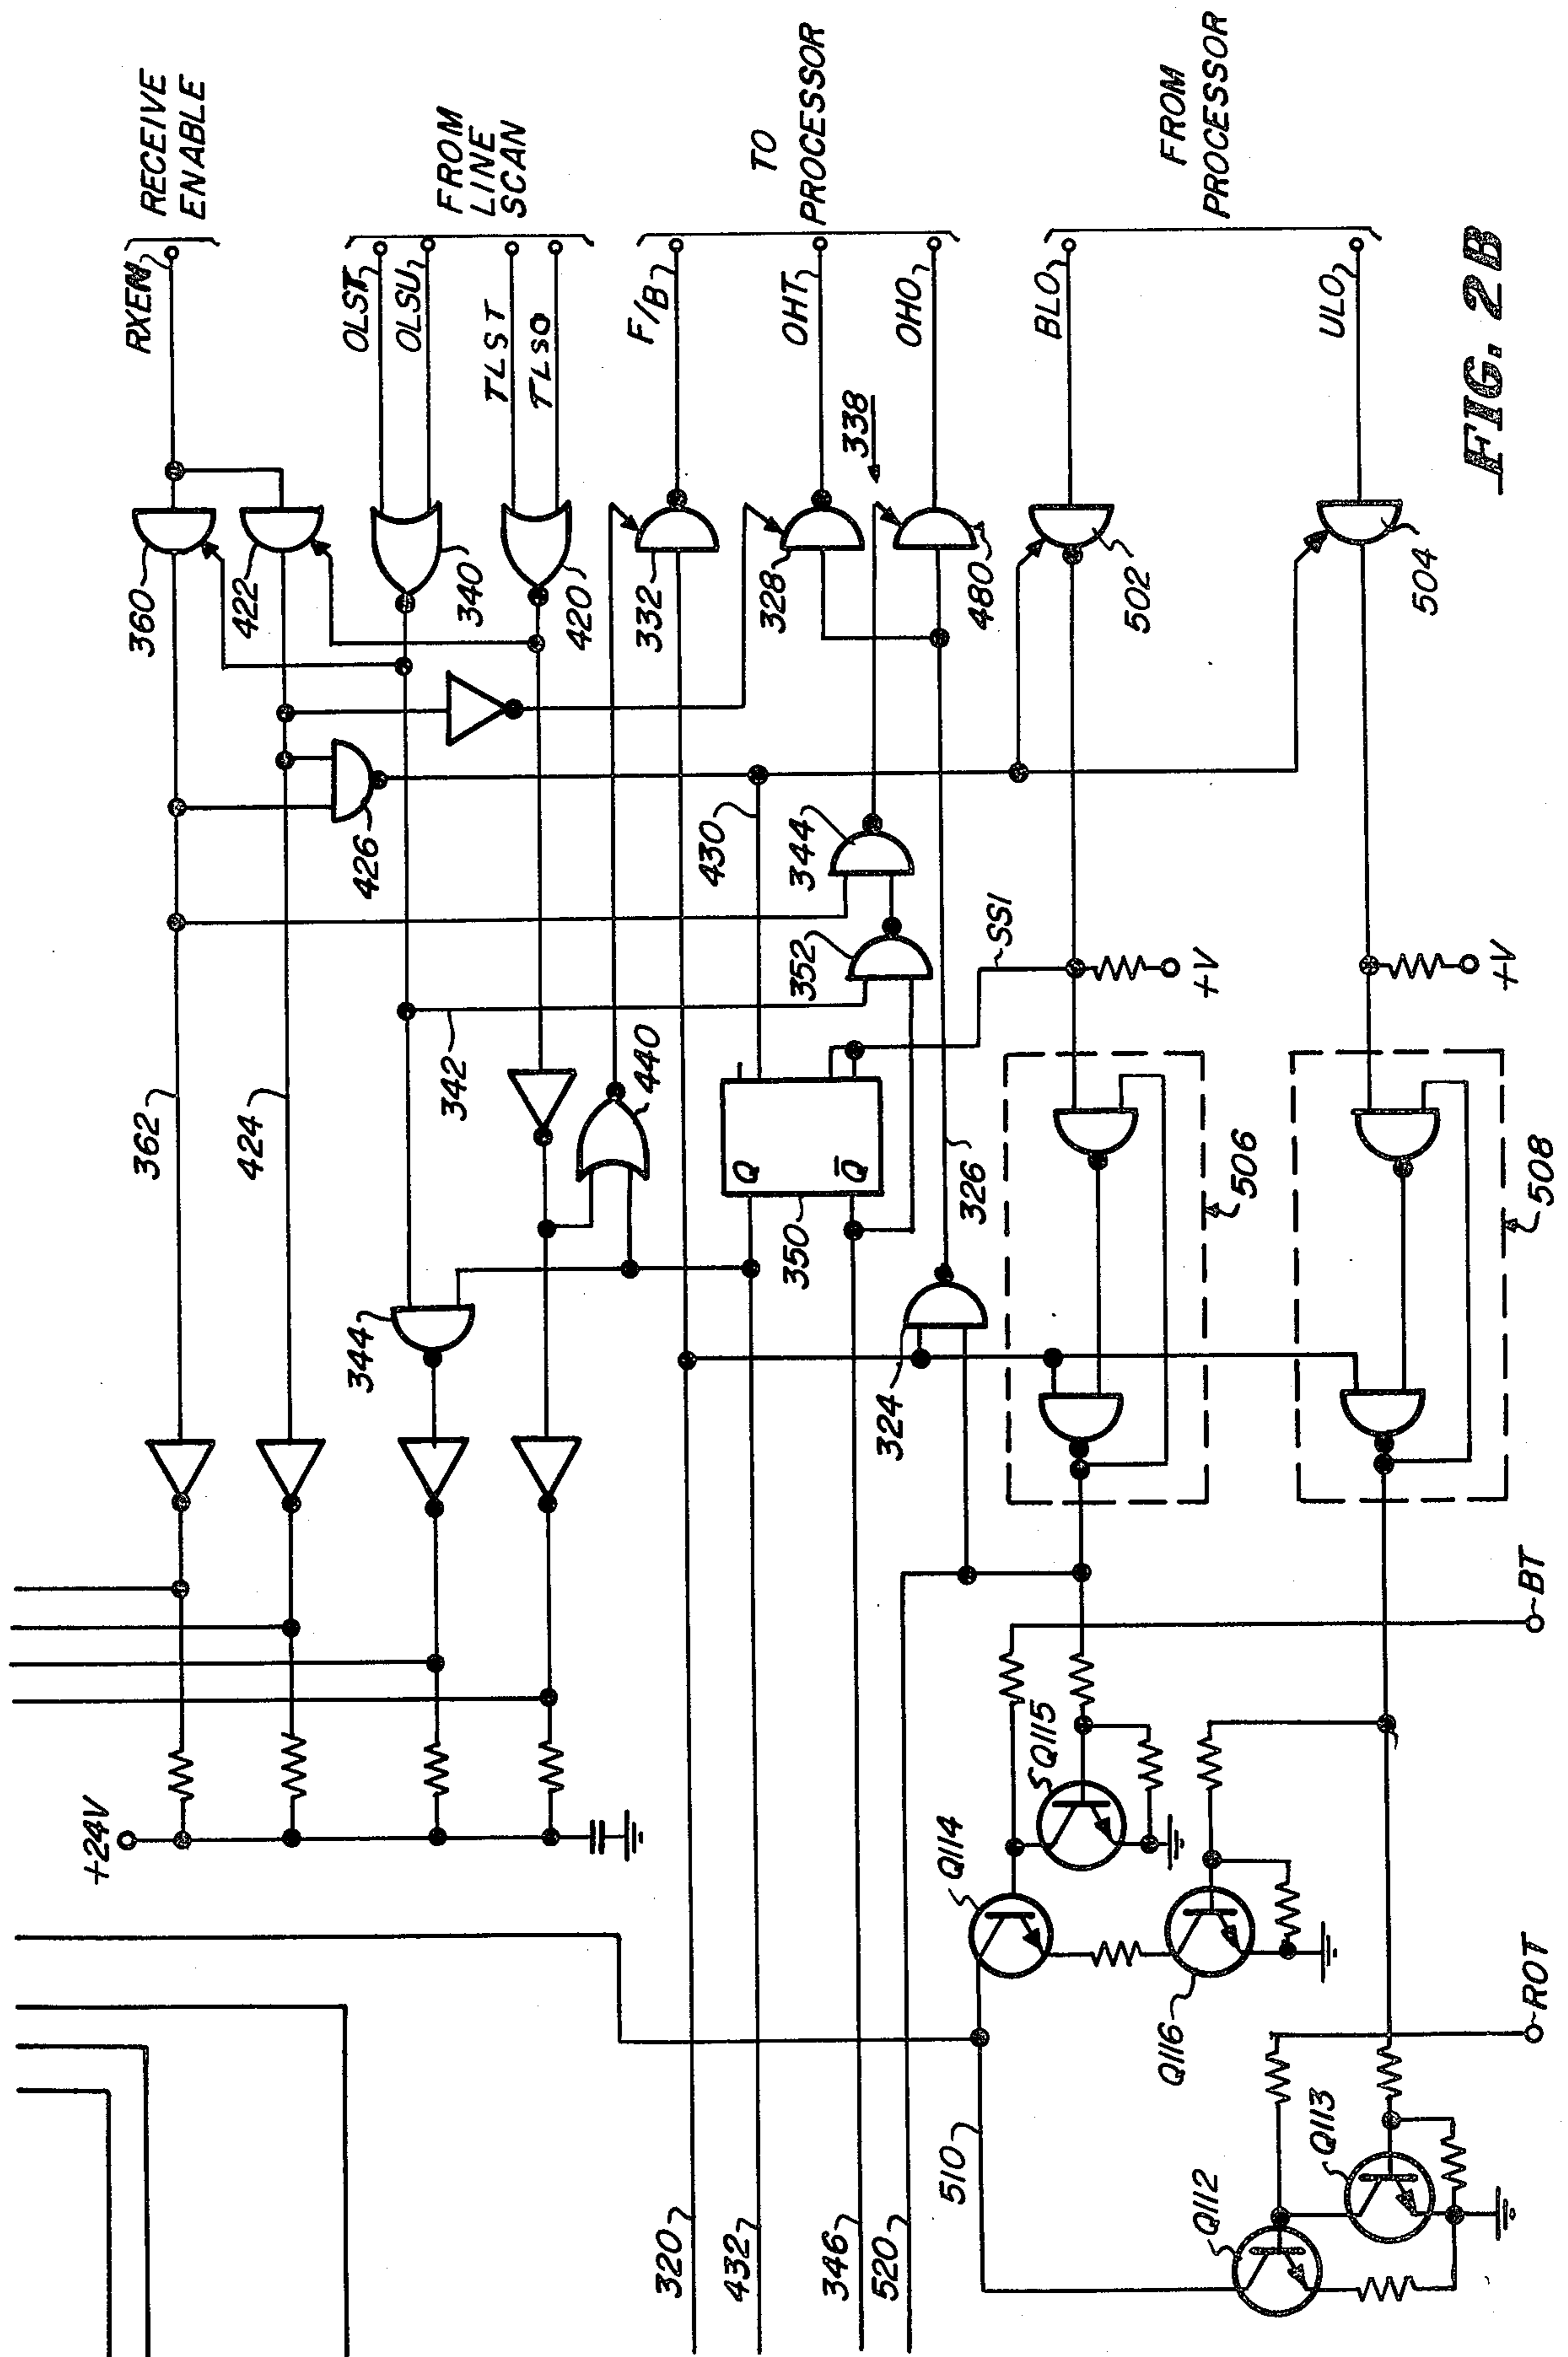 RECEIVE
ENABLE
RXEN
FROM
LINE
SCAN
OLST
OLSU
TLST
TLSO
TO
PROCESSOR
F/B
OHT
OHO
FROM
PROCESSOR
BLO
ULO
360
422
340
420
332
328
338
480
502
504
426
430
344
352
SSI
+V
+V
362
424
342
440
Q
Q̅
350
326
506
508
344
324
+24V
BT
Q115
Q114
Q116
ROT
320
432
346
520
510
Q112
Q113
FIG. 2B